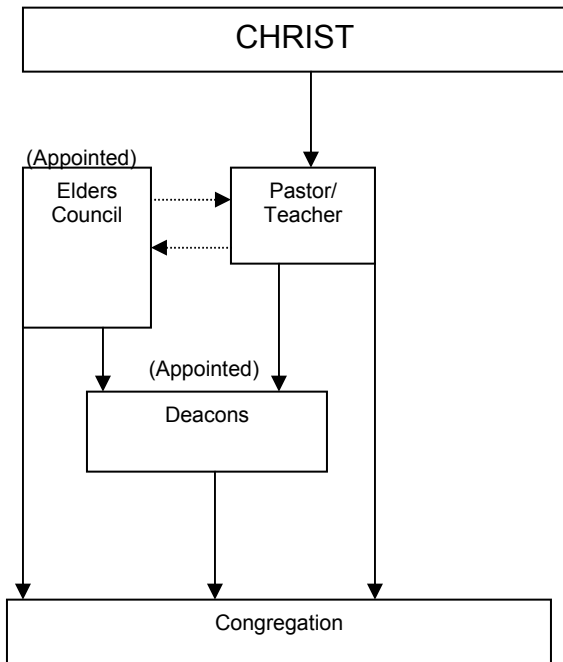 CHRIST
(Appointed)
Elders
Council
Pastor/
Teacher
(Appointed)
Deacons
Congregation